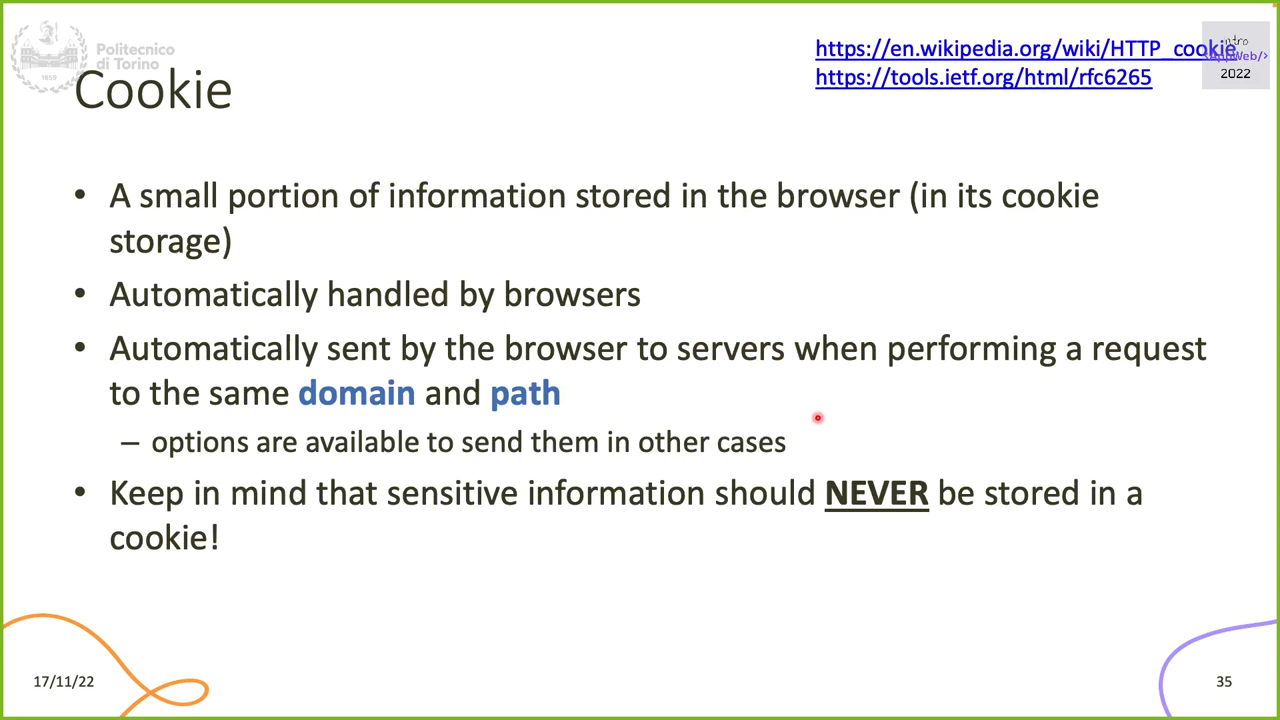 Politecnico
di Torino
1859
https://en.wikipedia.org/wiki/HTTP_cookie
https://tools.ietf.org/html/rfc6265
<AppWeb/>
2022
Cookie
• A small portion of information stored in the browser (in its cookie
storage)
• Automatically handled by browsers
• Automatically sent by the browser to servers when performing a request
to the same domain and path
– options are available to send them in other cases
• Keep in mind that sensitive information should NEVER be stored in a
cookie!
17/11/22
35